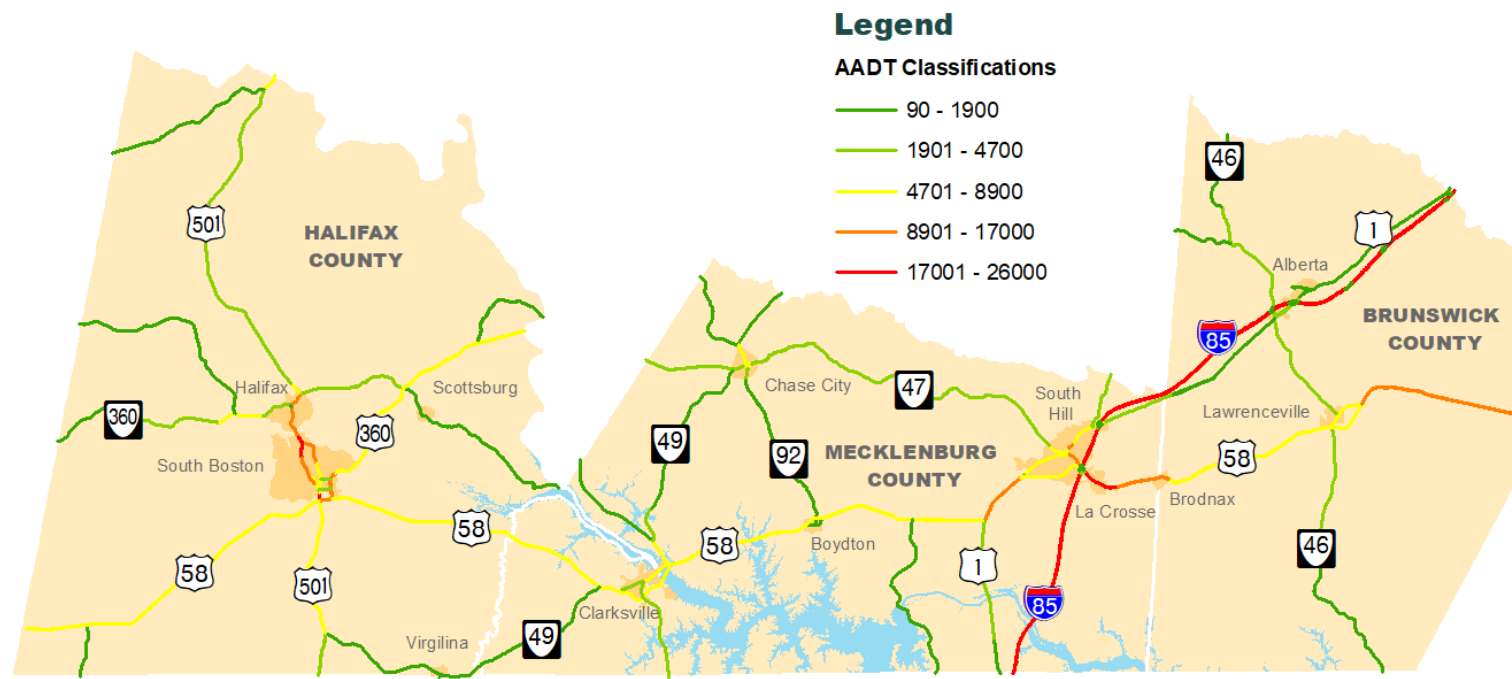 Legend
AADT Classifications
90 - 1900
1901 - 4700
4701 - 8900
8901 - 17000
17001 - 26000
46
501
HALIFAX
COUNTY
1
Alberta
BRUNSWICK
COUNTY
85
Halifax
Scottsburg
Chase City
47
South
Hill
Lawrenceville
360
360
49
92
MECKLENBURG
COUNTY
58
South Boston
Brodnax
La Crosse
58
58
Boydton
58
501
1
46
85
Clarksville
Virgilina
49